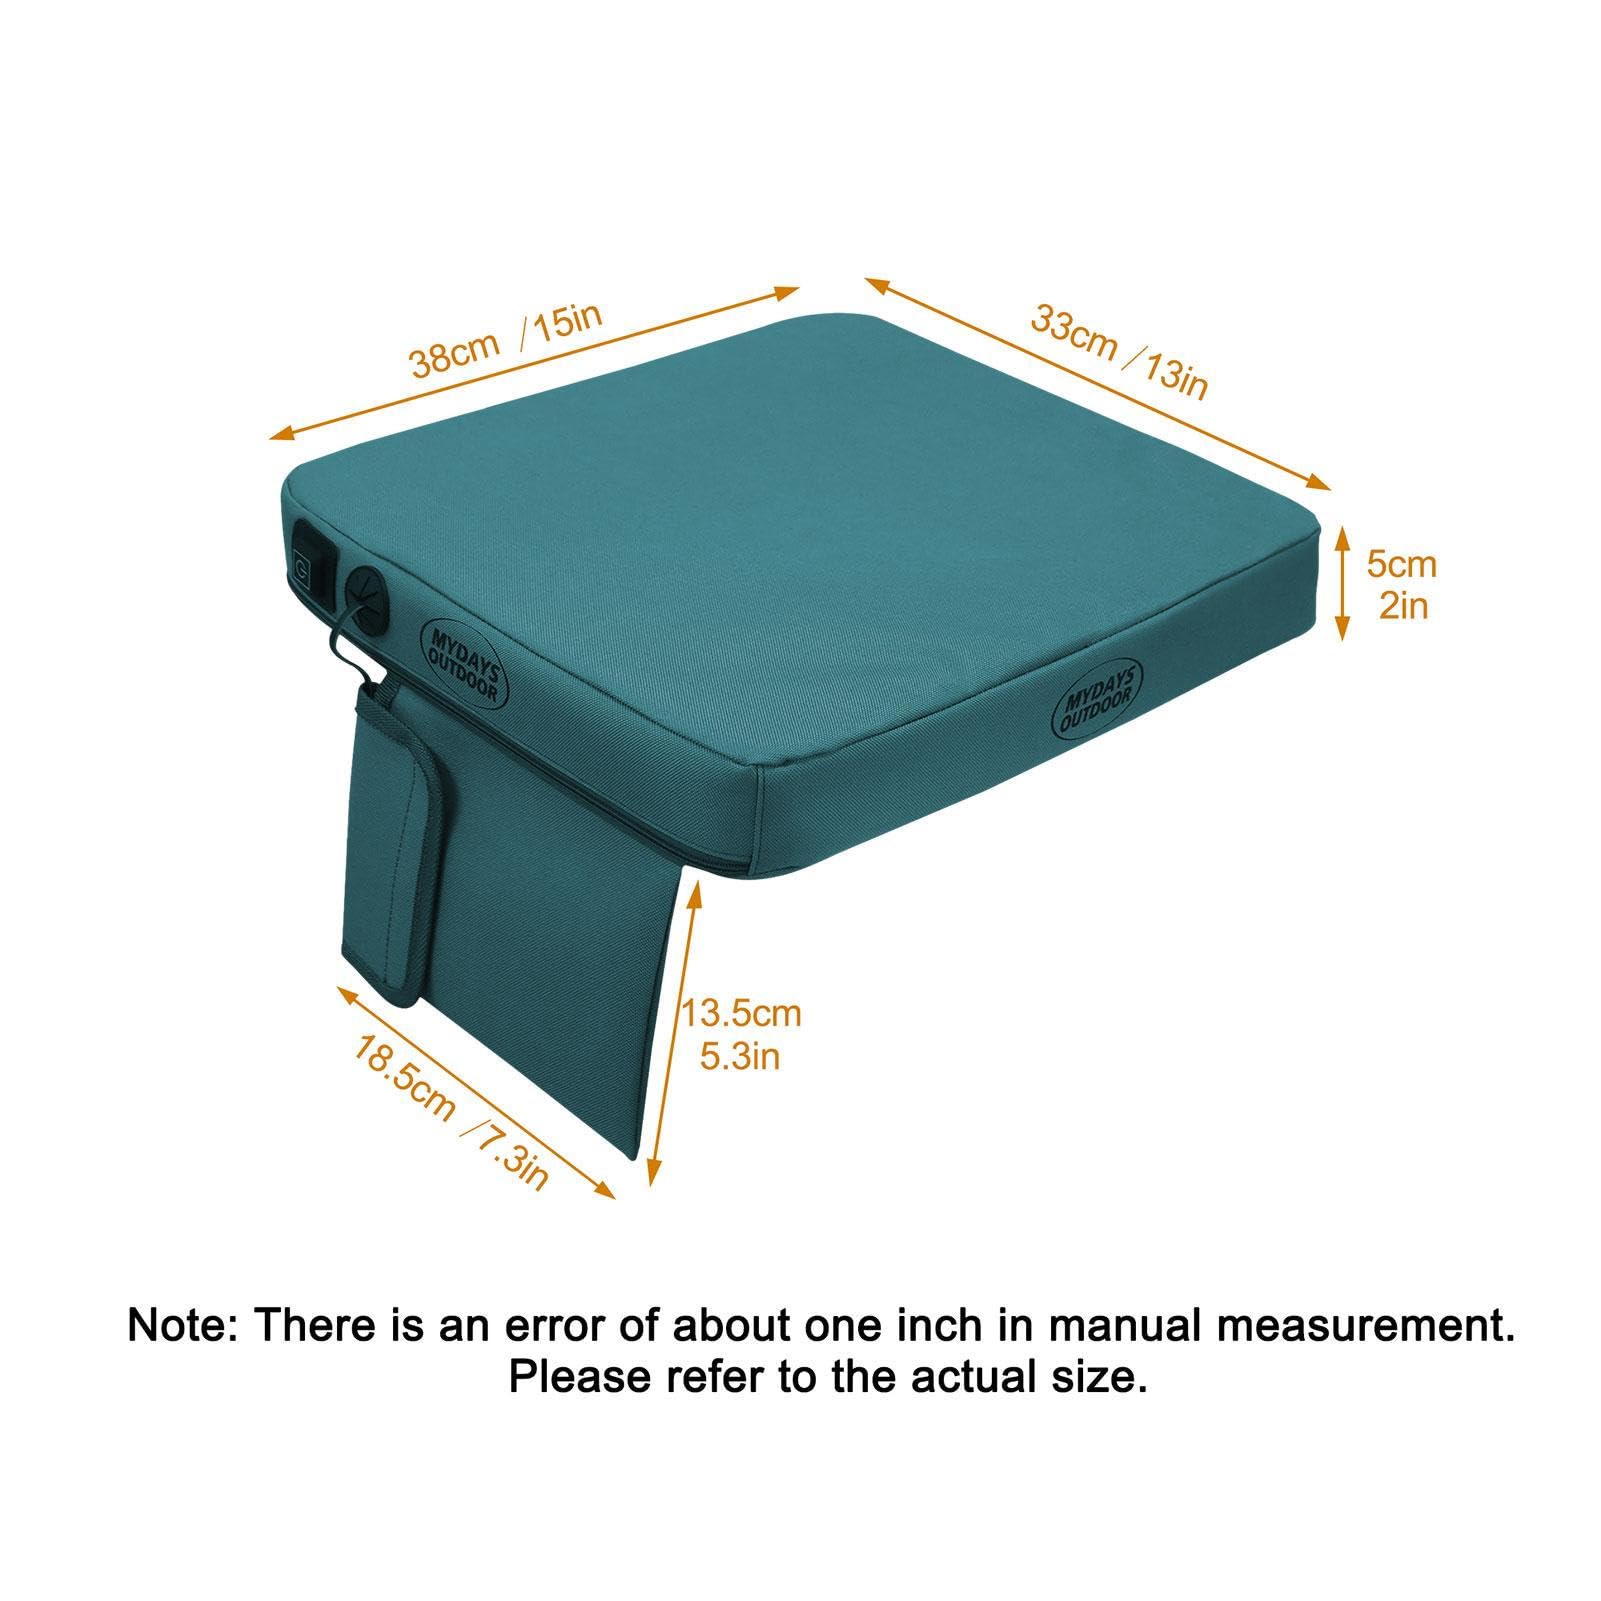 38cm /15in
33cm /13in
5cm
2in
MYDAYS
OUTDOOR
MYDAYS
OUTDOOR
13.5cm
5.3in
18.5cm /7.3in
Note: There is an error of about one inch in manual measurement.
Please refer to the actual size.